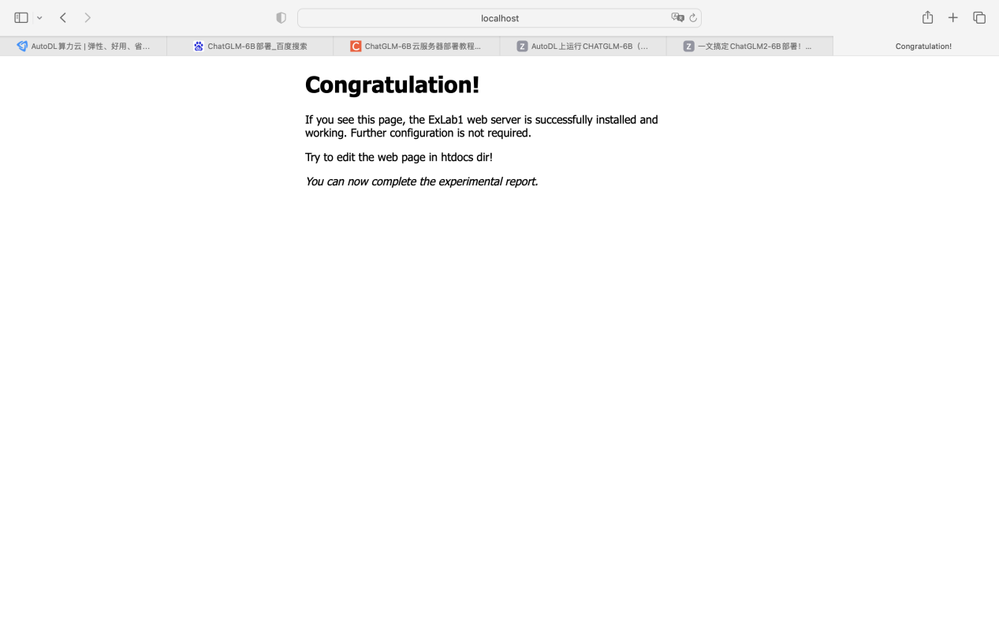 localhost
AutoDL算力云 | 弹性、好用、省...
ChatGLM-6B部署_百度搜索
ChatGLM-6B云服务器部署教程...
AutoDL上运行CHATGLM-6B（...
一文搞定ChatGLM2-6B部署！...
Congratulation!
Congratulation!
If you see this page, the ExLab1 web server is successfully installed and
working. Further configuration is not required.
Try to edit the web page in htdocs dir!
You can now complete the experimental report.